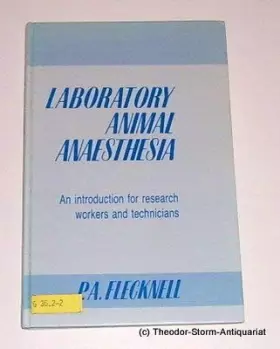 LABORATORY
ANIMAL
ANAESTHESIA
An introduction for research
workers and technicians
P.A. FLECKNELL
(c) Theodor-Storm-Antiquariat